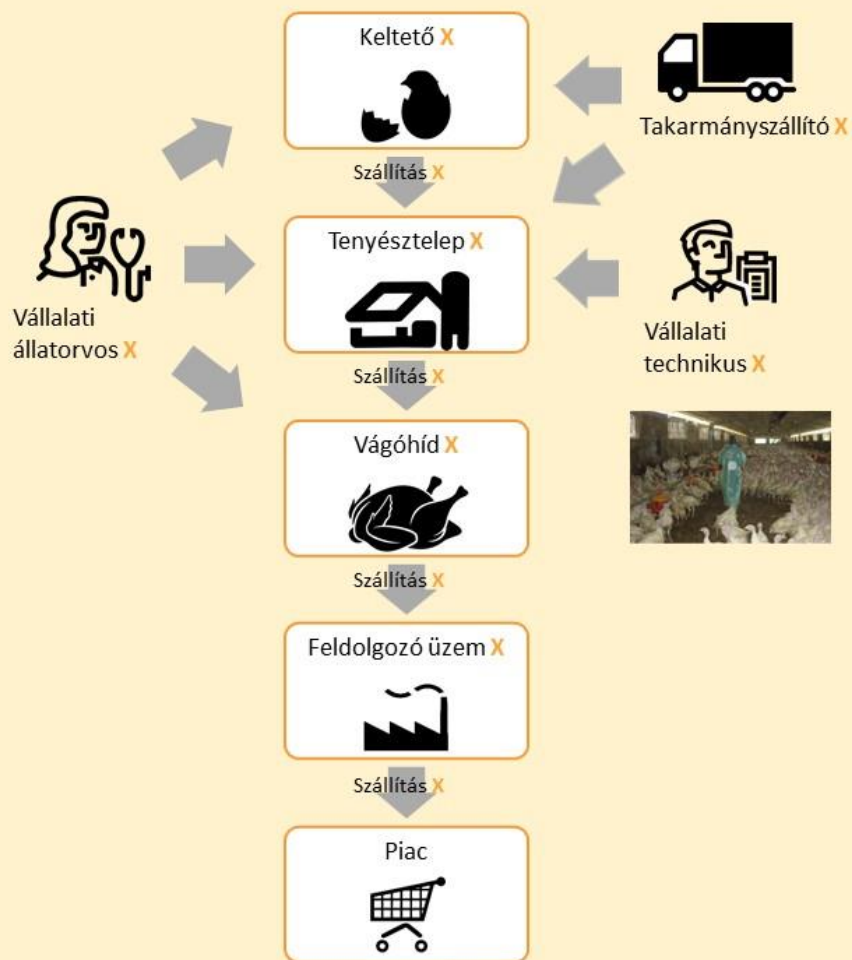 Keltető X
Takarmányszállító X
Szállítás X
Tenyésztelep X
Vállalati
állatorvos X
Vállalati
technikus X
Szállítás X
Vágóhíd X
Szállítás X
Feldolgozó üzem X
Szállítás X
Piac